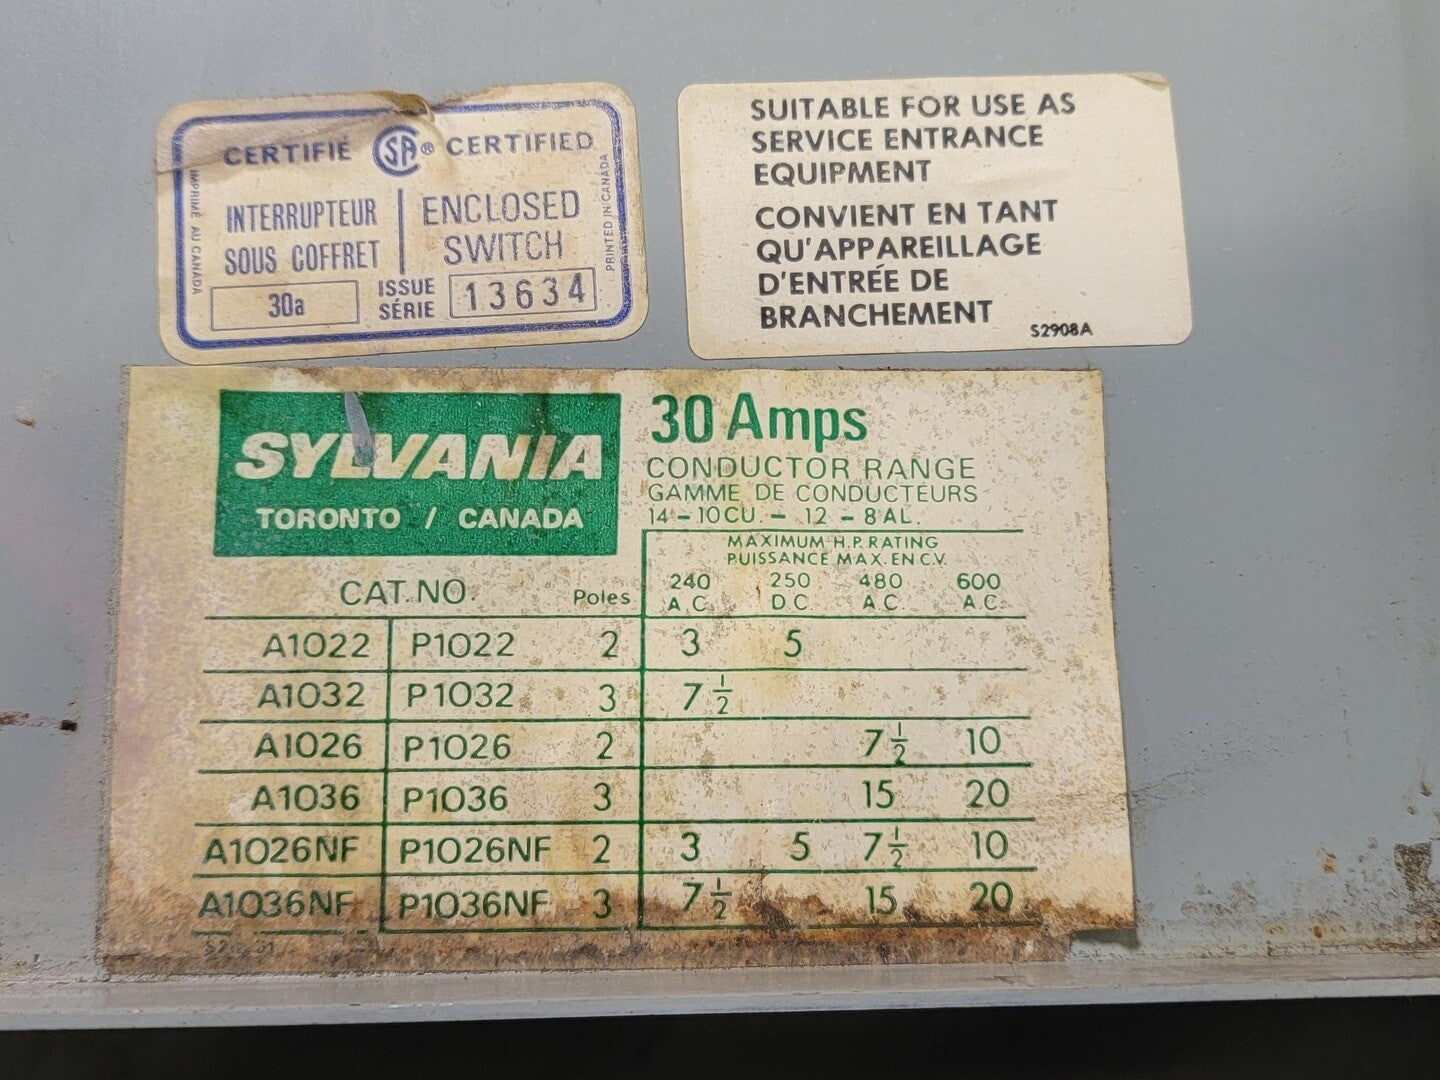 CERTIFIÉ SA® CERTIFIED
IMPRIMÉ AU CANADA
INTERRUPTEUR
SOUS COFFRET
ENCLOSED
SWITCH
30a
ISSUE
SÉRIE
13634
PRINTED IN CANADA
SUITABLE FOR USE AS
SERVICE ENTRANCE
EQUIPMENT
CONVIENT EN TANT
QU'APPAREILLAGE
D'ENTRÉE DE
BRANCHEMENT
S2908A
SYLVANIA
TORONTO / CANADA
30 Amps
CONDUCTOR RANGE
GAMME DE CONDUCTEURS
14 - 10 CU. - 12 - 8 AL.
MAXIMUM H.P. RATING
PUISSANCE MAX. EN C.V.
CAT. NO. Poles 240 A.C. 250 D.C. 480 A.C. 600 A.C.
A1022 P1022 2 3 5
A1032 P1032 3 7 1/2
A1026 P1026 2 7 1/2 10
A1036 P1036 3 15 20
A1026NF P1026NF 2 3 5 7 1/2 10
A1036NF P1036NF 3 7 1/2 15 20